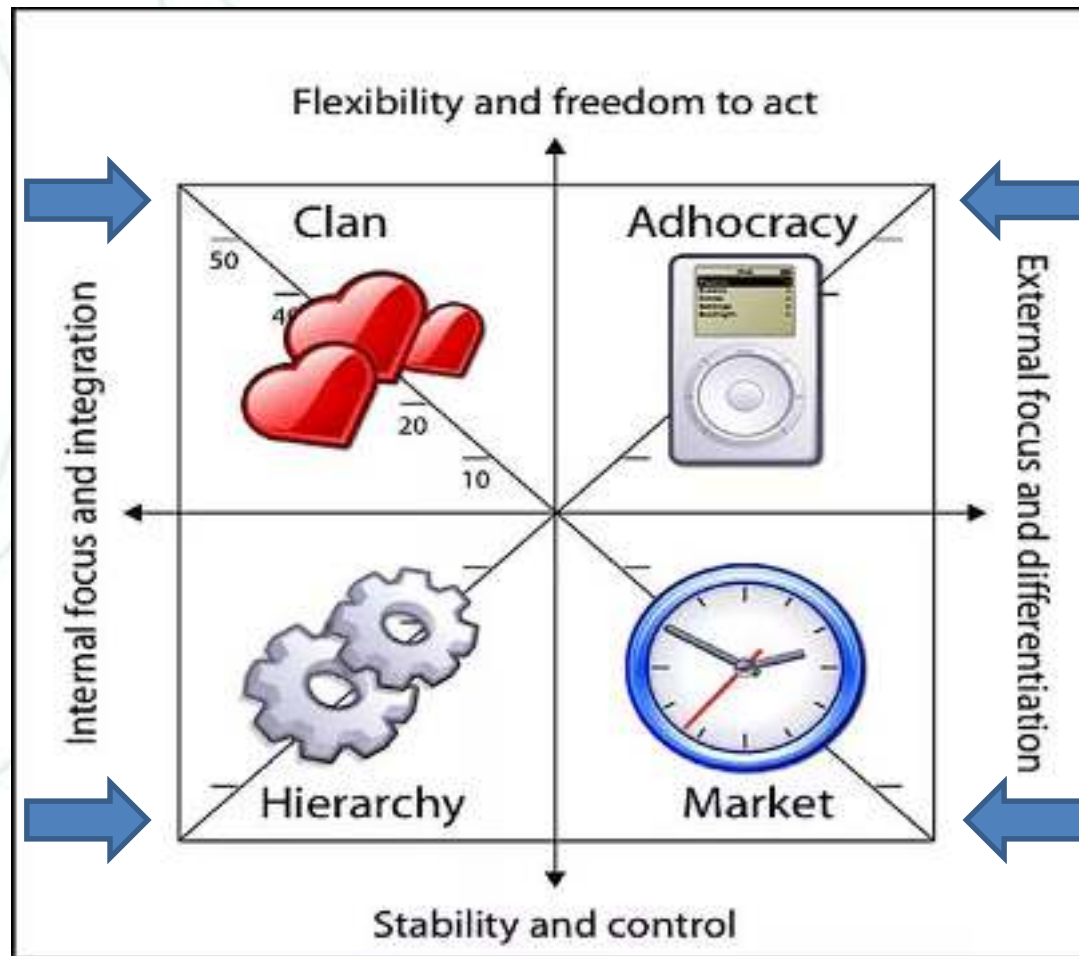 Flexibility and freedom to act
Clan
Adhocracy
50
20
10
Internal focus and integration
External focus and differentiation
Hierarchy
Market
Stability and control